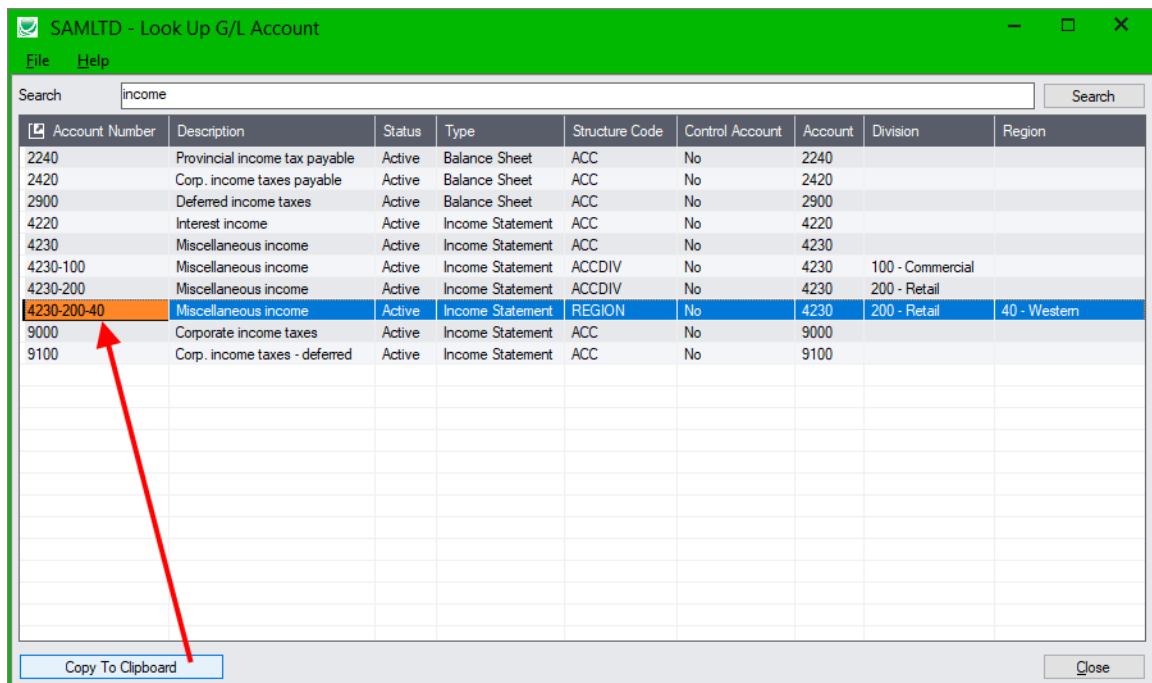 SAMLTD - Look Up G/L Account
File Help
Search income Search
Account Number Description Status Type Structure Code Control Account Account Division Region
2240 Provincial income tax payable Active Balance Sheet ACC No 2240
2420 Corp. income taxes payable Active Balance Sheet ACC No 2420
2900 Deferred income taxes Active Balance Sheet ACC No 2900
4220 Interest income Active Income Statement ACC No 4220
4230 Miscellaneous income Active Income Statement ACC No 4230
4230-100 Miscellaneous income Active Income Statement ACCDIV No 4230 100 - Commercial
4230-200 Miscellaneous income Active Income Statement ACCDIV No 4230 200 - Retail
4230-200-40 Miscellaneous income Active Income Statement REGION No 4230 200 - Retail 40 - Western
9000 Corporate income taxes Active Income Statement ACC No 9000
9100 Corp. income taxes - deferred Active Income Statement ACC No 9100
Copy To Clipboard Close